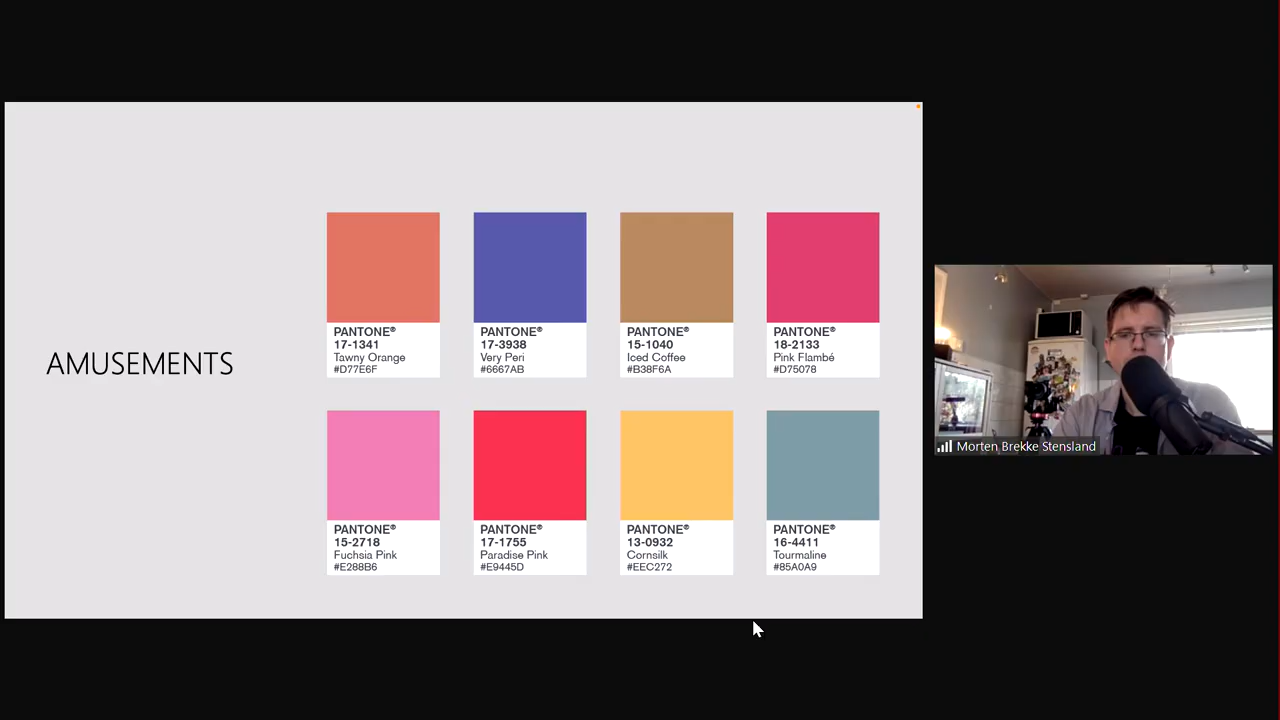 AMUSEMENTS
PANTONE®
17-1341
Tawny Orange
#D77E6F
PANTONE®
17-3938
Very Peri
#6667AB
PANTONE®
15-1040
Iced Coffee
#B38F6A
PANTONE®
18-2133
Pink Flambé
#D75078
PANTONE®
15-2718
Fuchsia Pink
#E288B6
PANTONE®
17-1755
Paradise Pink
#E9445D
PANTONE®
13-0932
Cornsilk
#EEC272
PANTONE®
16-4411
Tourmaline
#85A0A9
Morten Brekke Stensland